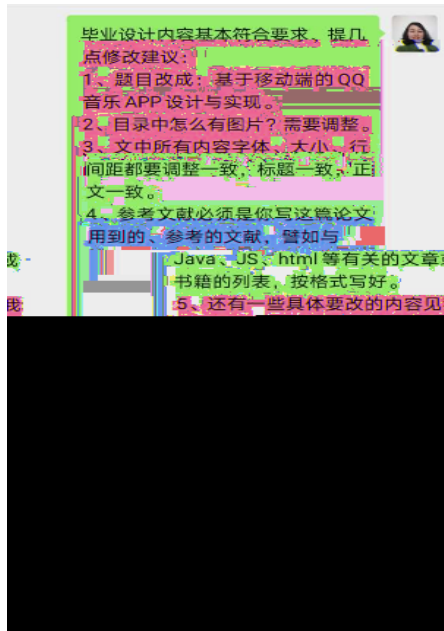 毕业设计内容基本符合要求、提几
点修改建议:
1、题目改成:基于移动端的QQ
音乐APP设计与实现。
2、目录中怎么有图片?需要调整。
3、文中所有内容字体、大小、行
间距都要调整一致,标题一致、正
文一致。
4、参考文献必须是你写这篇论文
用到的、参考的文献,譬如与
Java、JS、html等有关的文章
书籍的列表,按格式写好。
5、还有一些具体要改的内容见
我